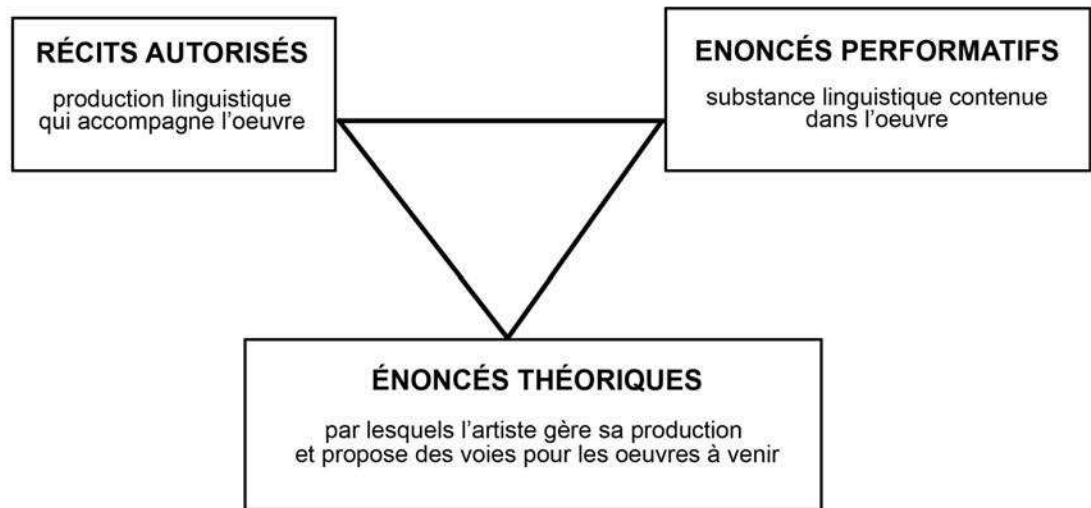 RÉCITS AUTORISÉS
production linguistique
qui accompagne l'oeuvre
ENONCÉS PERFORMATIFS
substance linguistique contenue
dans l'oeuvre
ÉNONCÉS THÉORIQUES
par lesquels l'artiste gère sa production
et propose des voies pour les oeuvres à venir